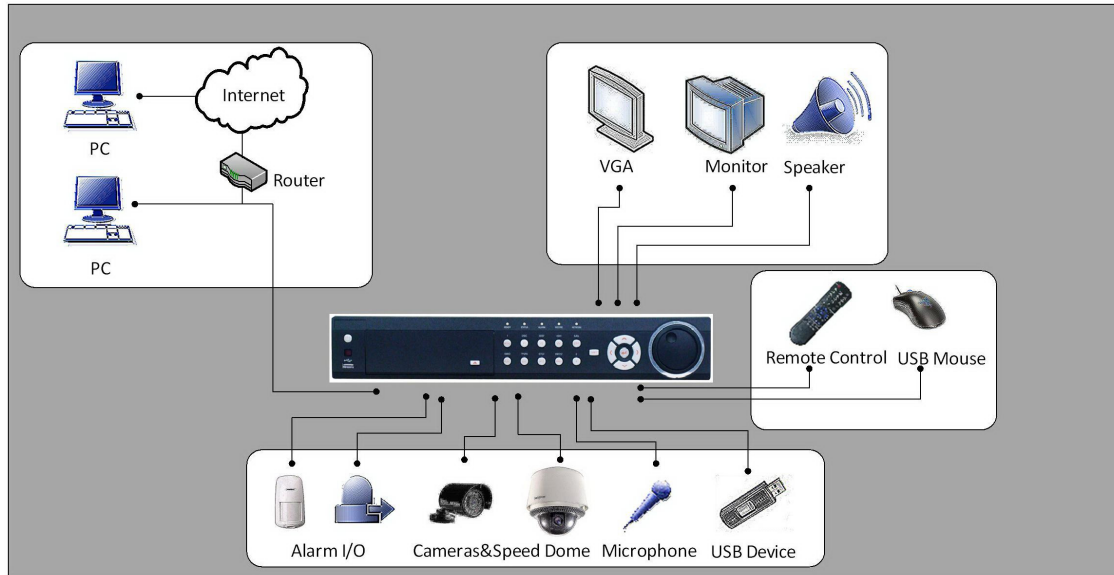 PC
Internet
Router
PC
VGA
Monitor
Speaker
Remote Control
USB Mouse
Alarm I/O
Cameras&Speed Dome
Microphone
USB Device